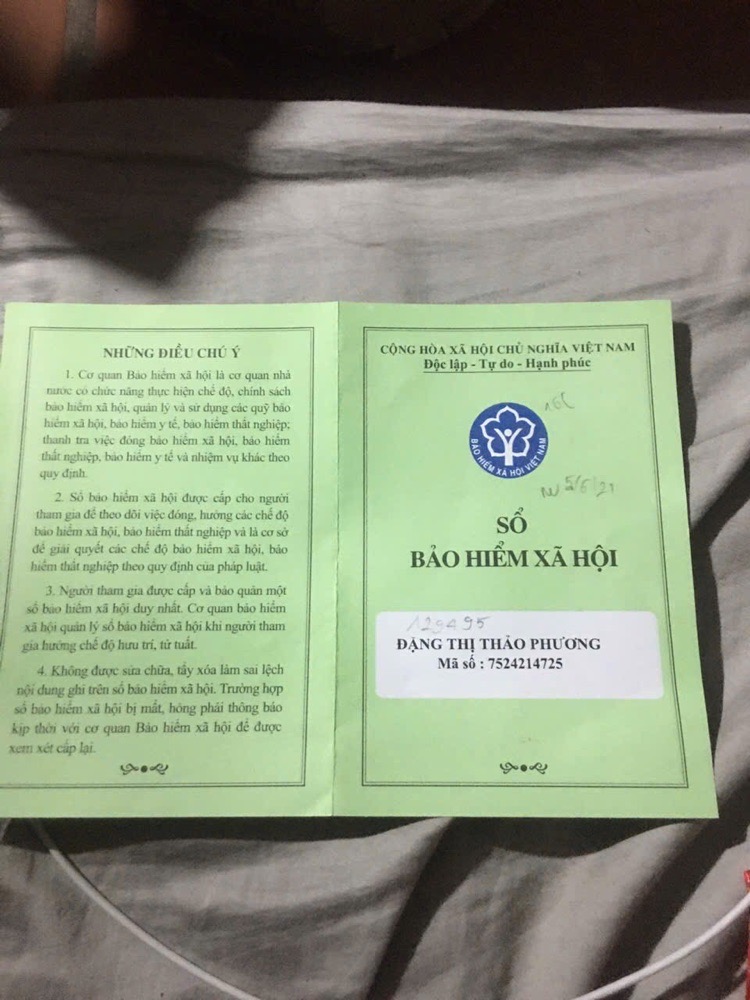 NHỮNG ĐIỀU CHÚ Ý
1. Cơ quan Bảo hiểm xã hội là cơ quan nhà
nước có chức năng thực hiện chế độ, chính sách
bảo hiểm xã hội, quản lý và sử dụng các quỹ bảo
hiểm xã hội, bảo hiểm y tế, bảo hiểm thất nghiệp;
thanh tra việc đóng bảo hiểm xã hội, bảo hiểm
thất nghiệp, bảo hiểm y tế và nhiệm vụ khác theo
quy định.
2. Sổ bảo hiểm xã hội được cấp cho người
tham gia để theo dõi việc đóng, hưởng các chế độ
bảo hiểm xã hội, bảo hiểm thất nghiệp và là cơ sở
để giải quyết các chế độ bảo hiểm xã hội, bảo
hiểm thất nghiệp theo quy định của pháp luật.
3. Người tham gia được cấp và bảo quản một
sổ bảo hiểm xã hội duy nhất. Cơ quan bảo hiểm
xã hội quản lý sổ bảo hiểm xã hội khi người tham
gia hưởng chế độ hưu trí, tử tuất.
4. Không được sửa chữa, tẩy xóa làm sai lệch
nội dung ghi trên sổ bảo hiểm xã hội. Trường hợp
sổ bảo hiểm xã hội bị mất, hỏng phải thông báo
kịp thời với cơ quan Bảo hiểm xã hội để được
xem xét cấp lại.
CỘNG HÒA XÃ HỘI CHỦ NGHĨA VIỆT NAM
Độc lập - Tự do - Hạnh phúc
BẢO HIỂM XÃ HỘI VIỆT NAM
5/5/21
SỔ
BẢO HIỂM XÃ HỘI
129495
ĐẶNG THỊ THẢO PHƯƠNG
Mã số : 7524214725